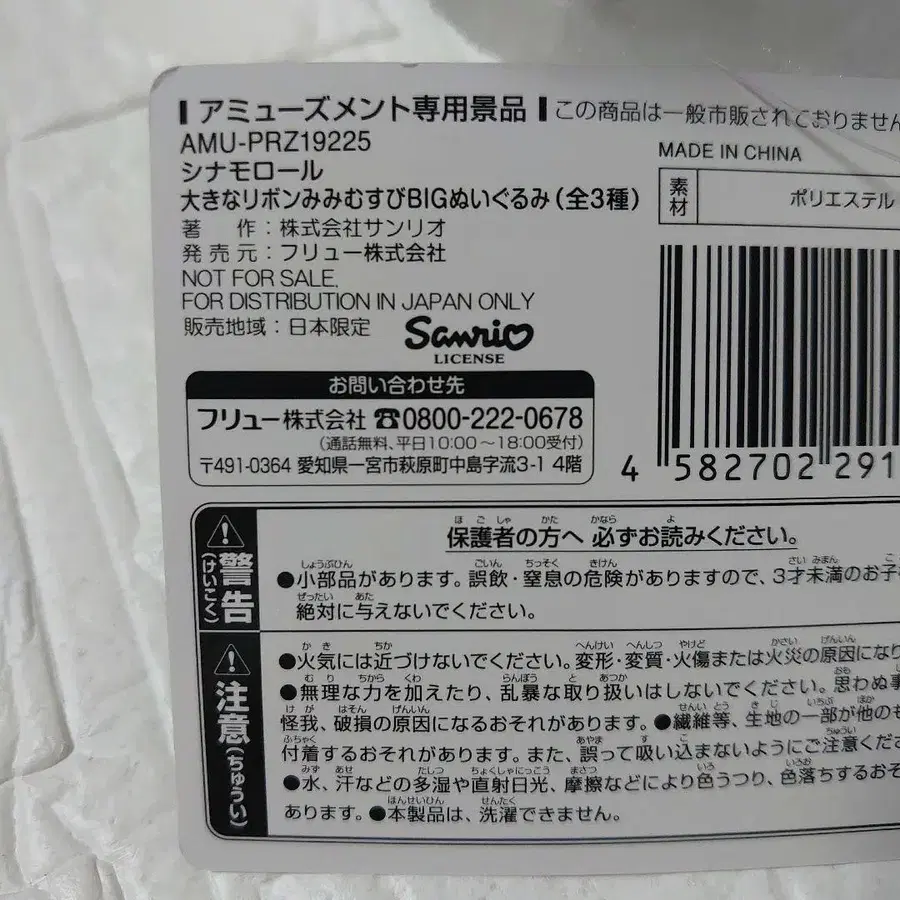 アミューズメント専用景品 この商品は一般市販されておりません
AMU-PRZ19225
シナモロール
大きなリボンみみむすびBIGぬいぐるみ(全3種)
著 作:株式会社サンリオ
発売元:フリュー株式会社
NOT FOR SALE.
FOR DISTRIBUTION IN JAPAN ONLY
販売地域:日本限定
Sanrio
LICENSE
MADE IN CHINA
素材 ポリエステル
4 582702 291
お問い合わせ先
フリュー株式会社 ☎0800-222-0678
(通話無料、平日10:00〜18:00受付)
〒491-0364 愛知県一宮市萩原町中島字流3-1 4階
警告(けいこく)
保護者の方へ 必ずお読みください。
●小部品があります。誤飲・窒息の危険がありますので、3才未満のお子
絶対に与えないでください。
注意(ちゅうい)
●火気には近づけないでください。変形・変質・火傷または火災の原因になり
●無理な力を加えたり、乱暴な取り扱いはしないでください。思わぬ事
怪我、破損の原因になるおそれがあります。●繊維等、生地の一部が他のも
付着するおそれがあります。また、誤って吸い込まないようにご注意くださ
●水、汗などの多湿や直射日光、摩擦などにより色うつり、色落ちするおそ
あります。●本製品は、洗濯できません。